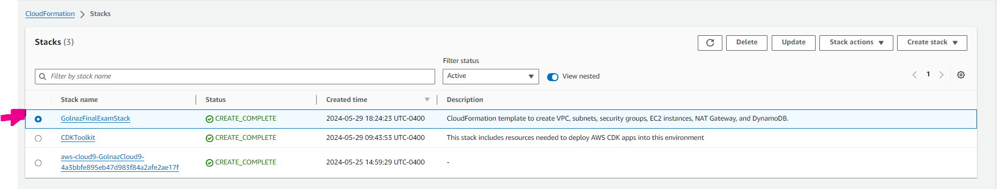 CloudFormation > Stacks
Stacks (3)
Delete
Update
Stack actions
Create stack
Filter status
Filter by stack name
Active
View nested
1
Stack name Status Created time Description
GolnazFinalExamStack CREATE_COMPLETE 2024-05-29 18:24:23 UTC-0400 CloudFormation template to create VPC, subnets, security groups, EC2 instances, NAT Gateway, and DynamoDB.
CDKToolkit CREATE_COMPLETE 2024-05-29 09:43:53 UTC-0400 This stack includes resources needed to deploy AWS CDK apps into this environment
aws-cloud9-GolnazCloud9-
4a3bbfe895eb47d983f84a2afe2ae17f CREATE_COMPLETE 2024-05-25 14:59:29 UTC-0400 -